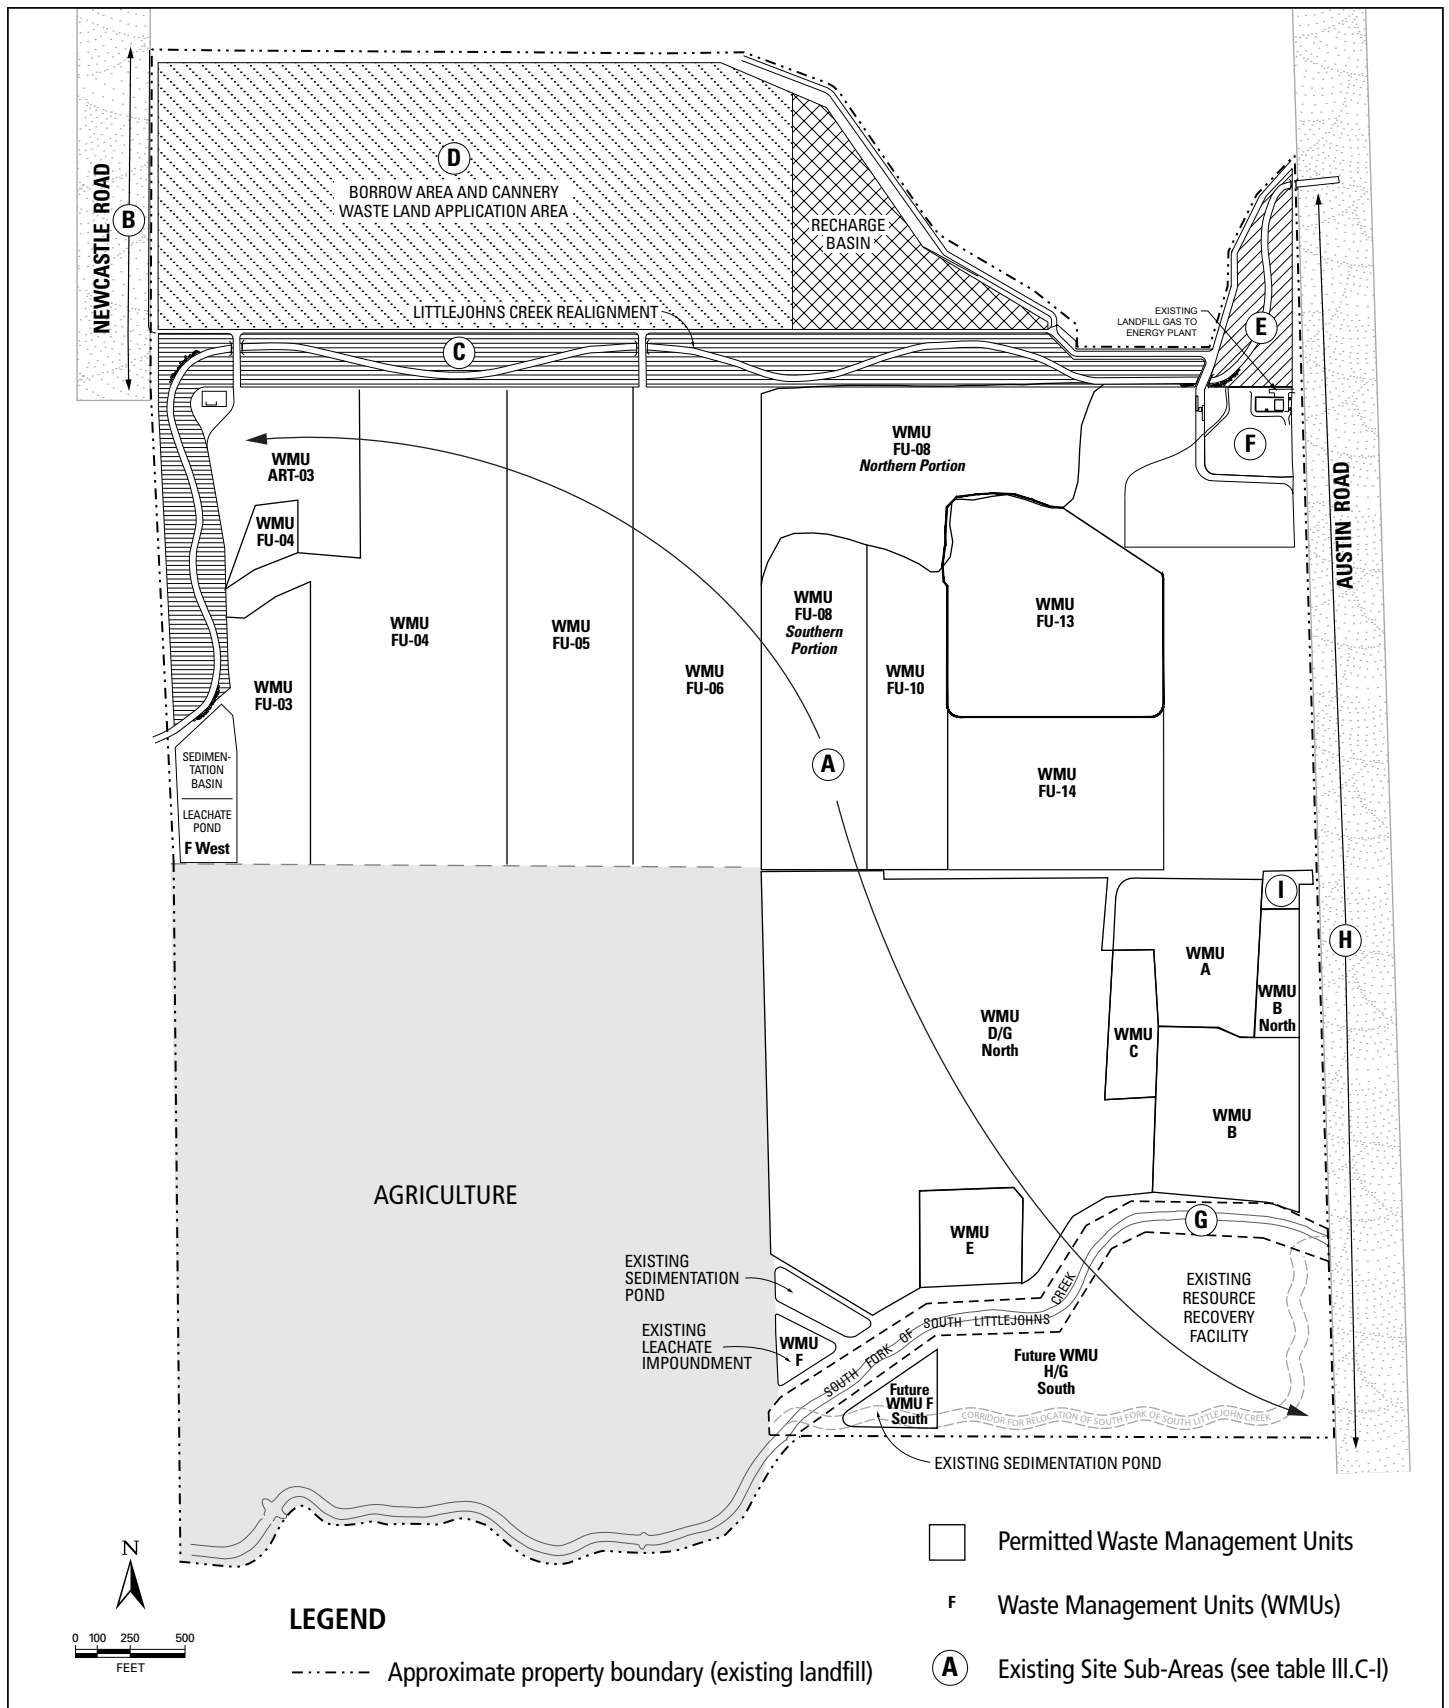 NEWCASTLE ROAD
B
D
BORROW AREA AND CANNERY
WASTE LAND APPLICATION AREA
RECHARGE
BASIN
LITTLEJOHNS CREEK REALIGNMENT
C
EXISTING
LANDFILL GAS TO
ENERGY PLANT
E
F
AUSTIN ROAD
WMU
ART-03
WMU
FU-04
WMU
FU-03
WMU
FU-04
WMU
FU-05
WMU
FU-06
WMU
FU-08
Northern Portion
WMU
FU-08
Southern
Portion
WMU
FU-10
WMU
FU-13
WMU
FU-14
A
SEDIMEN-
TATION
BASIN
LEACHATE
POND
F West
I
H
WMU
A
WMU
B
North
WMU
C
WMU
D/G
North
WMU
B
WMU
E
G
AGRICULTURE
EXISTING
SEDIMENTATION
POND
EXISTING
LEACHATE
IMPOUNDMENT
WMU
F
SOUTH FORK OF SOUTH LITTLEJOHNS CREEK
EXISTING
RESOURCE
RECOVERY
FACILITY
Future WMU
H/G
South
Future
WMU F
South
CORRIDOR FOR RELOCATION OF SOUTH FORK OF SOUTH LITTLEJOHN CREEK
EXISTING SEDIMENTATION POND
N
0 100 250 500
FEET
LEGEND
Approximate property boundary (existing landfill)
Permitted Waste Management Units
F Waste Management Units (WMUs)
A Existing Site Sub-Areas (see table III.C-I)